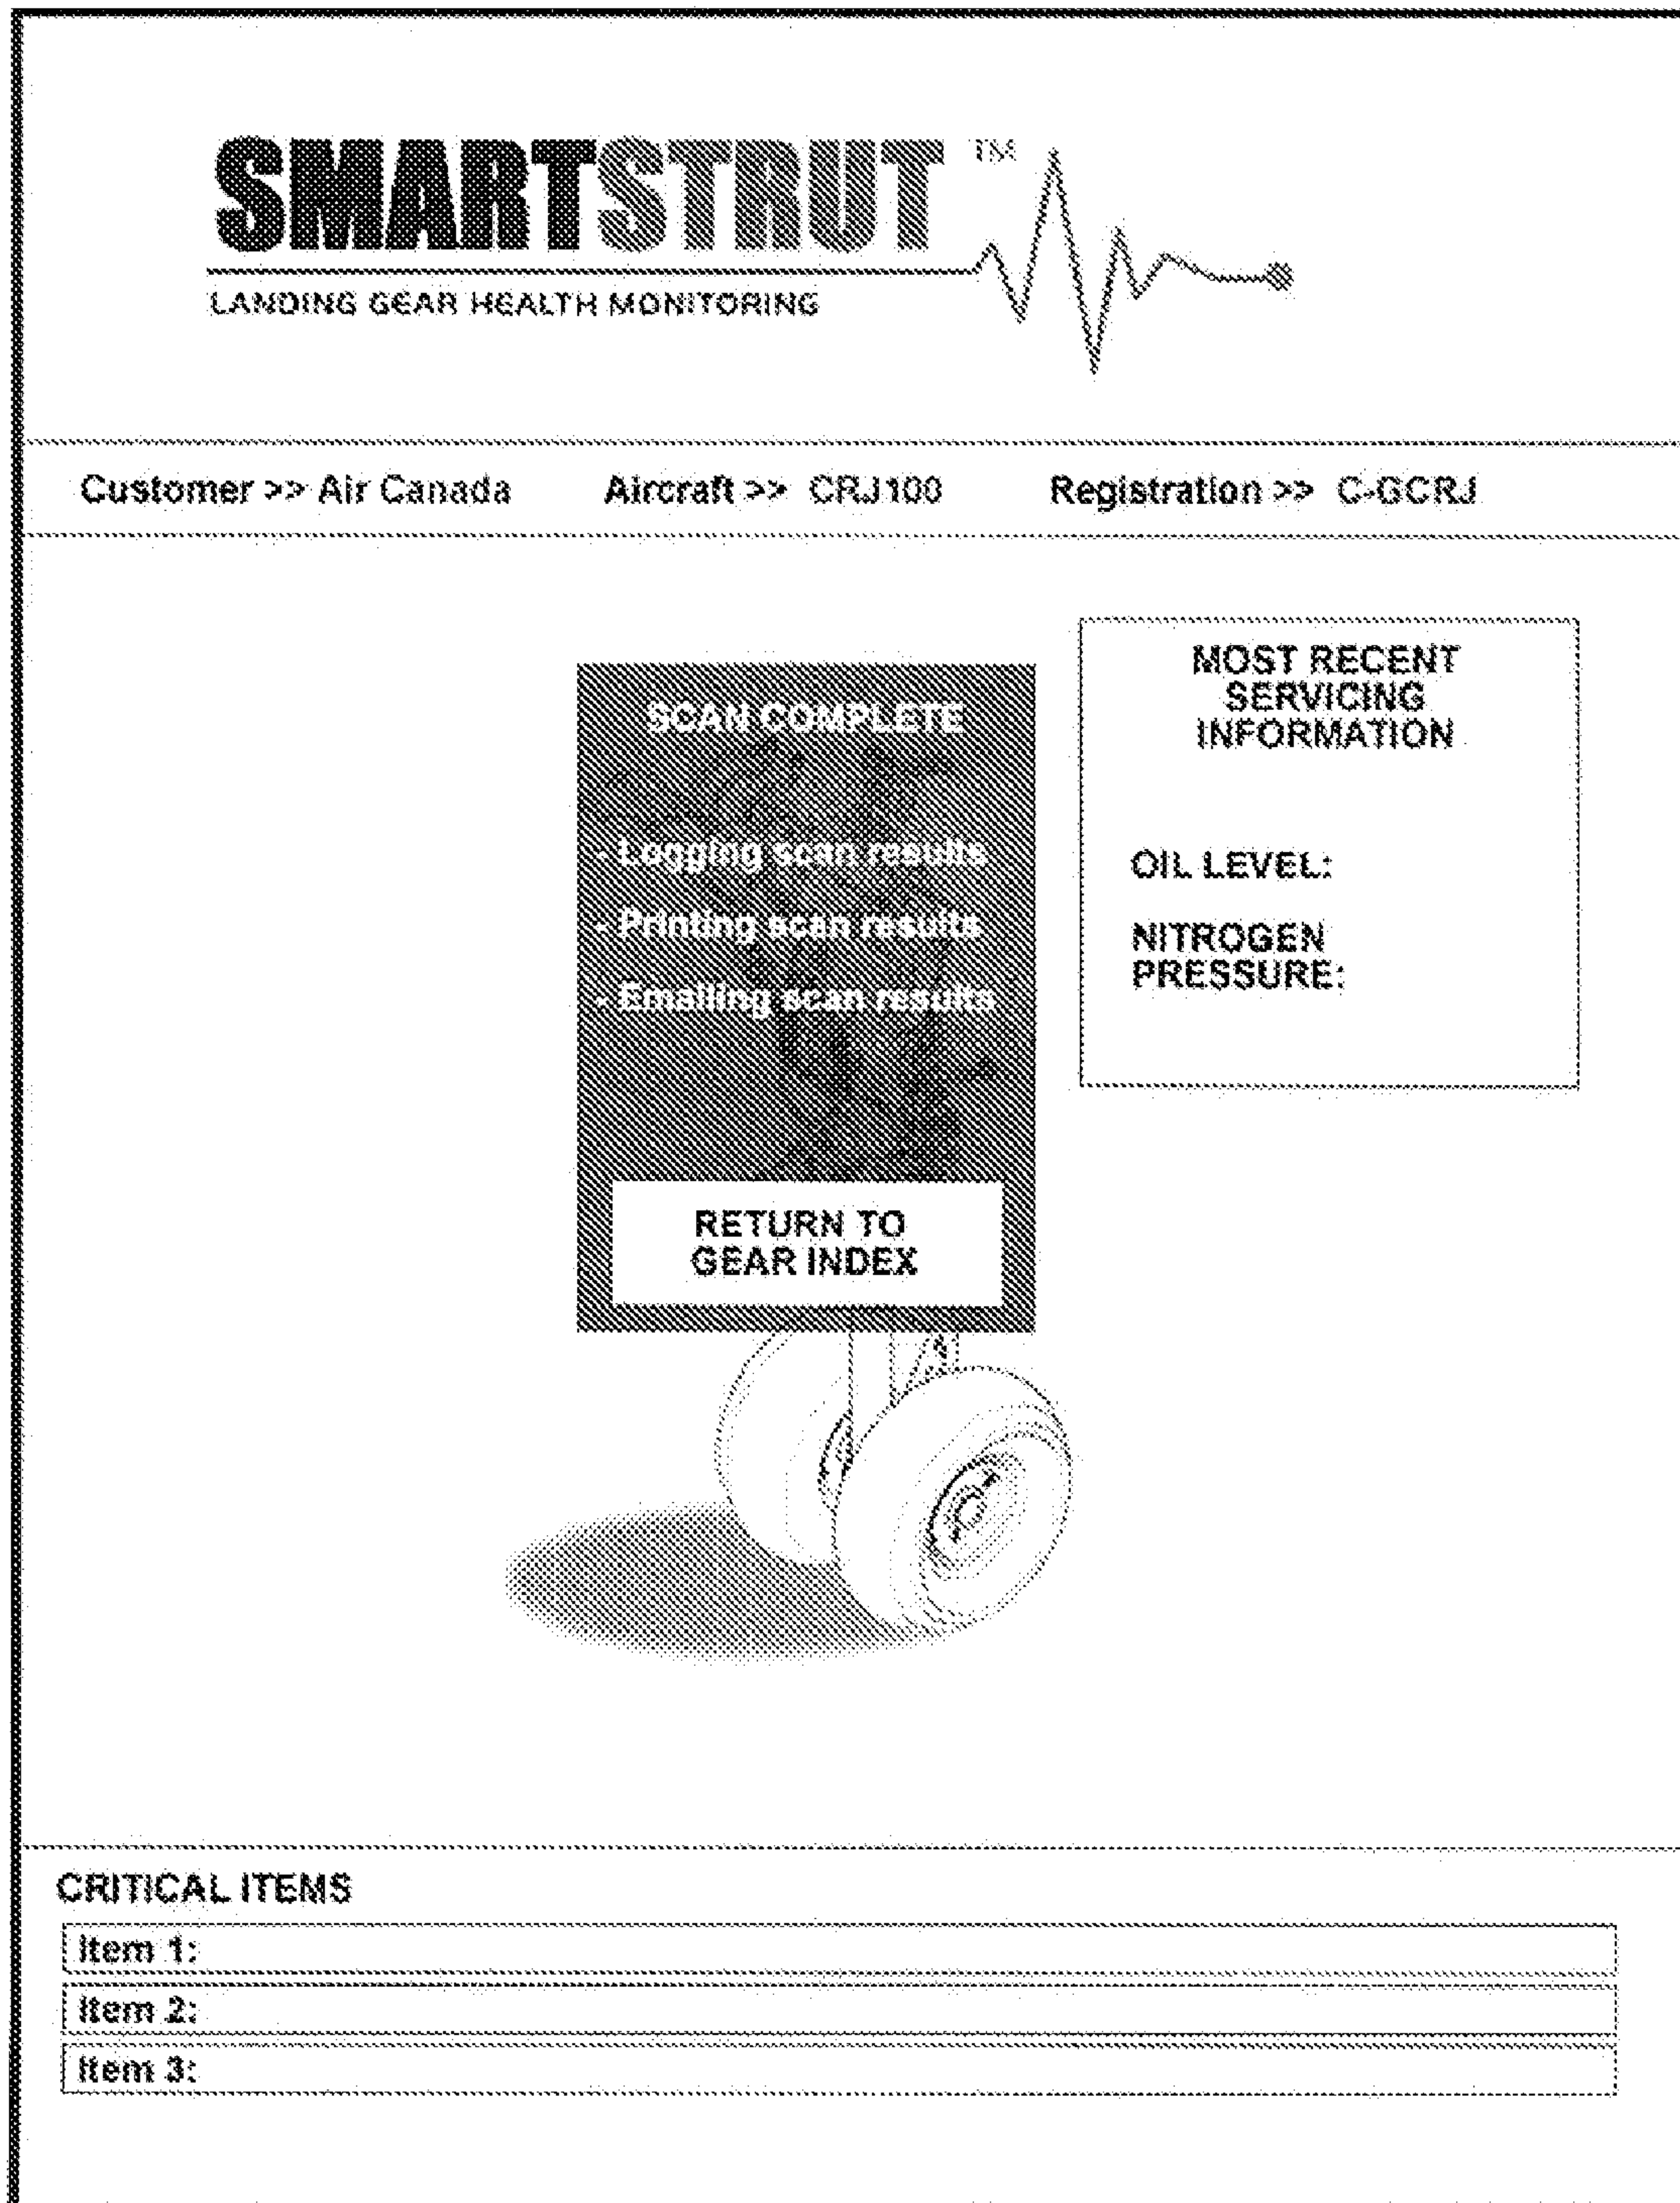 SMARTSTRUT ™
LANDING GEAR HEALTH MONITORING
Customer >> Air Canada Aircraft >> CRJ100 Registration >> C-GCRJ
SCAN COMPLETE
- Logging scan results
- Printing scan results
- Emailing scan results
RETURN TO
GEAR INDEX
MOST RECENT
SERVICING
INFORMATION
OIL LEVEL:
NITROGEN
PRESSURE:
CRITICAL ITEMS
Item 1:
Item 2:
Item 3: